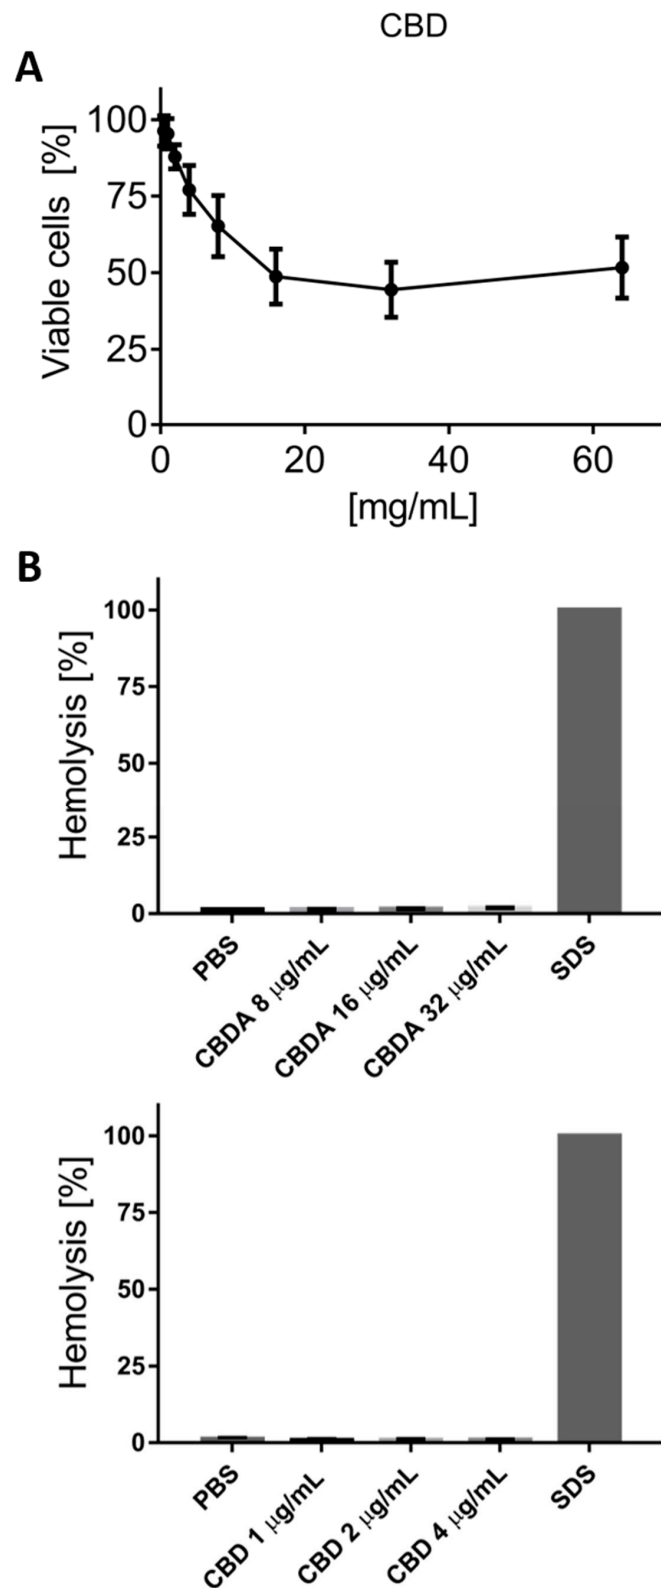 CBD
A
Viable cells [%]
100
75
50
25
0
0 20 40 60
[mg/mL]
B
Hemolysis [%]
100
75
50
25
0
PBS
CBDA 8 μg/mL
CBDA 16 μg/mL
CBDA 32 μg/mL
SDS
Hemolysis [%]
100
75
50
25
0
PBS
CBD 1 μg/mL
CBD 2 μg/mL
CBD 4 μg/mL
SDS